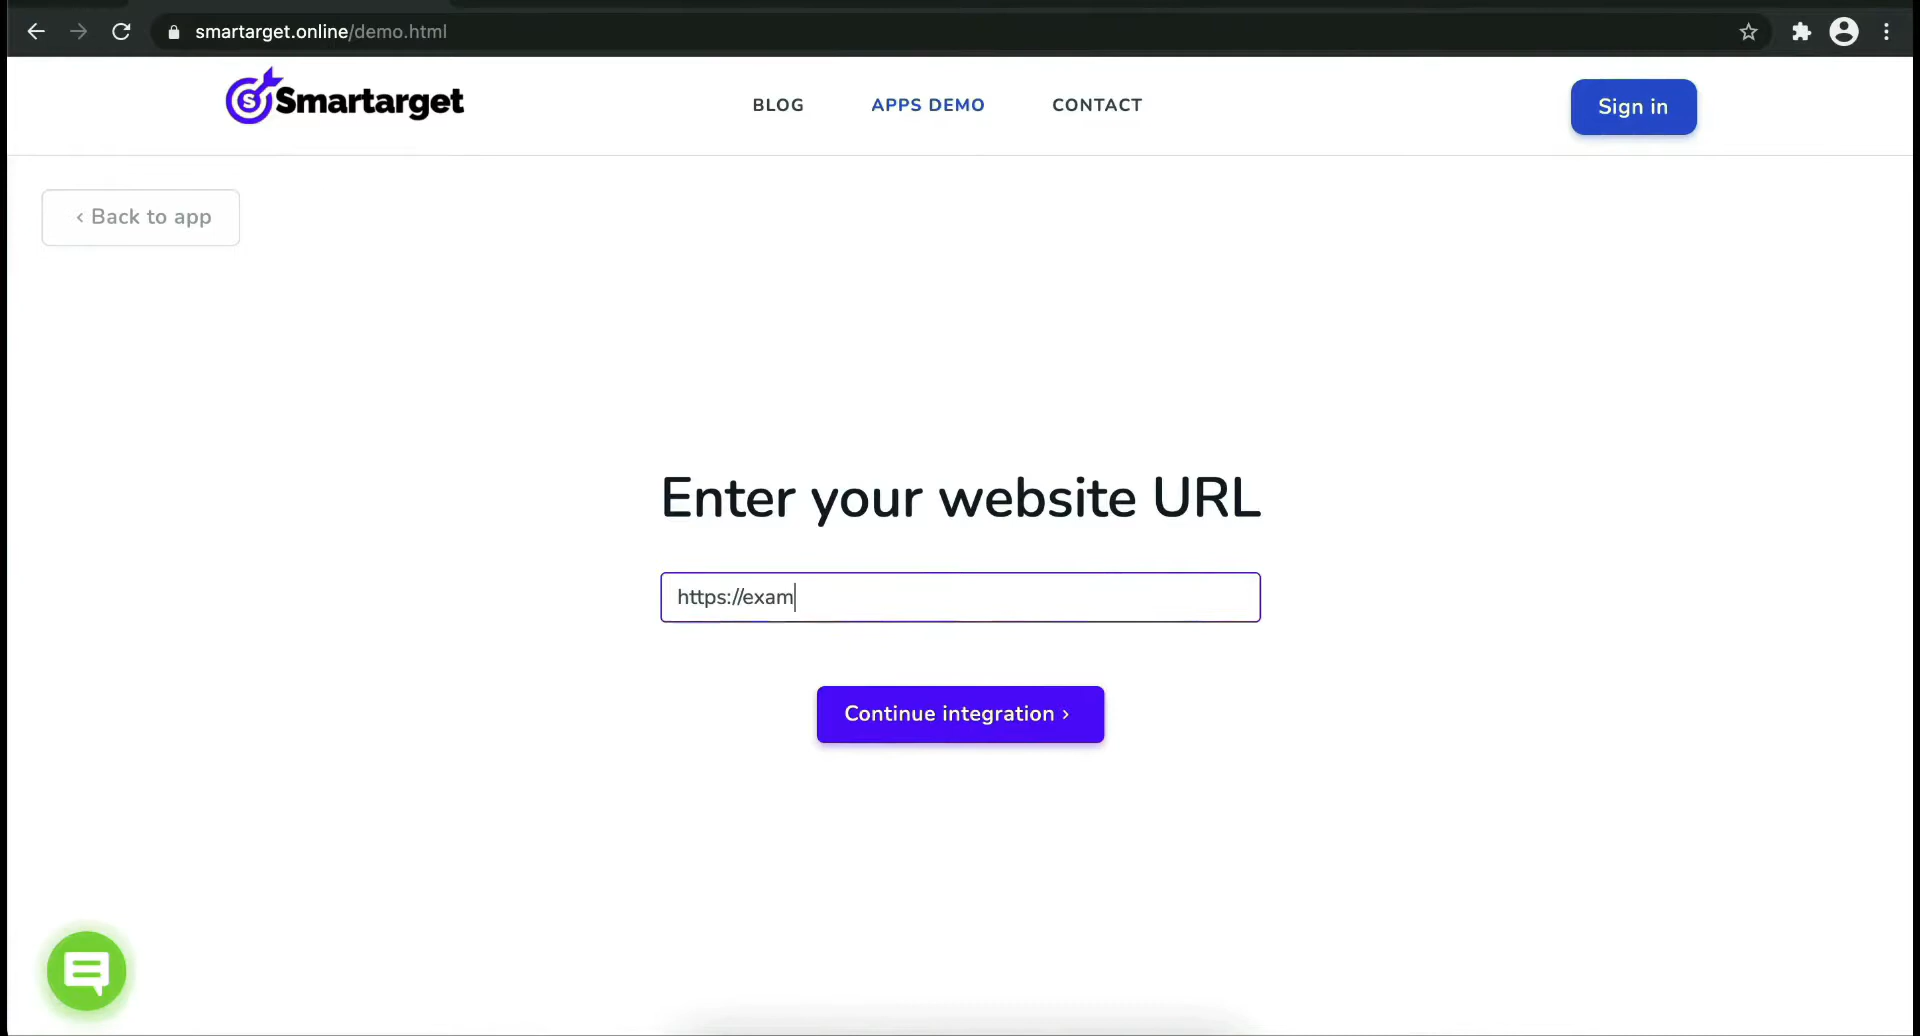 smartarget.online/demo.html
Smartarget
BLOG
APPS DEMO
CONTACT
Sign in
‹ Back to app
Enter your website URL
https://exam
Continue integration ›